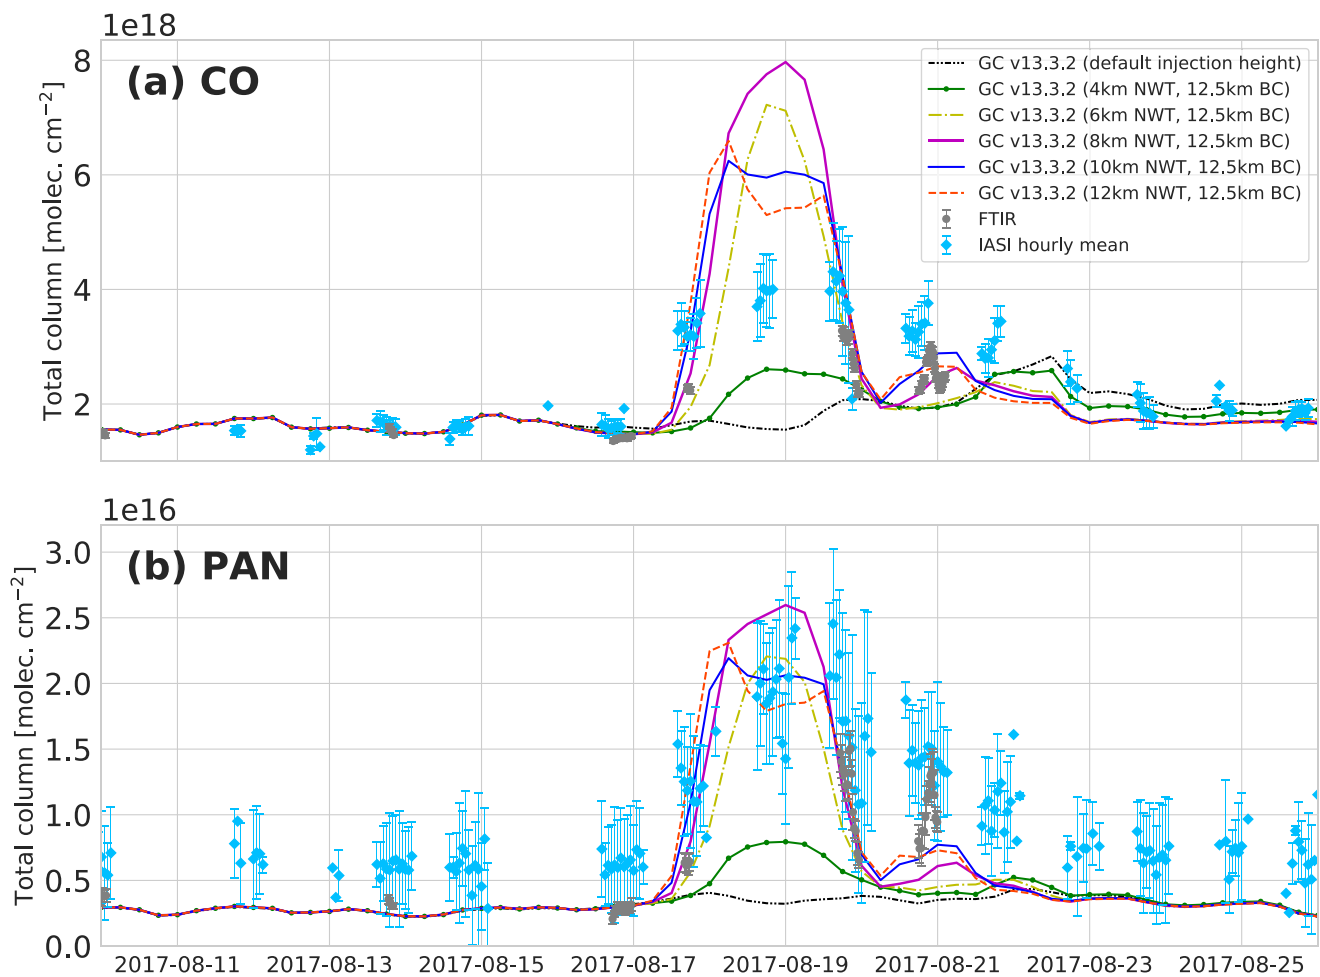 1e18
(a) CO
Total column [molec. cm⁻²]
8
6
4
2
GC v13.3.2 (default injection height)
GC v13.3.2 (4km NWT, 12.5km BC)
GC v13.3.2 (6km NWT, 12.5km BC)
GC v13.3.2 (8km NWT, 12.5km BC)
GC v13.3.2 (10km NWT, 12.5km BC)
GC v13.3.2 (12km NWT, 12.5km BC)
FTIR
IASI hourly mean
1e16
(b) PAN
Total column [molec. cm⁻²]
3.0
2.5
2.0
1.5
1.0
0.5
0.0
2017-08-11 2017-08-13 2017-08-15 2017-08-17 2017-08-19 2017-08-21 2017-08-23 2017-08-25